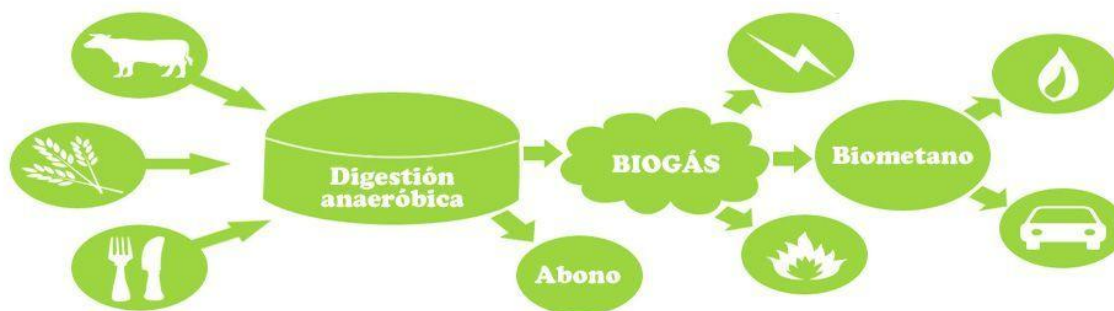 Digestión
anaeróbica
BIOGÁS
Biometano
Abono